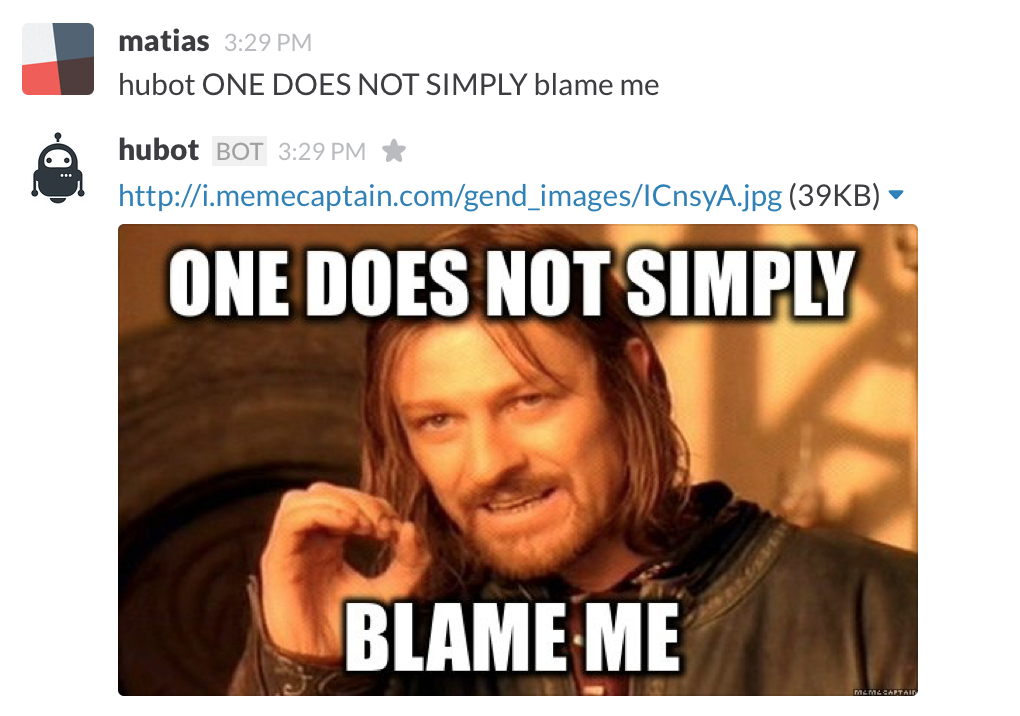 matias 3:29 PM
hubot ONE DOES NOT SIMPLY blame me
hubot BOT 3:29 PM
http://i.memecaptain.com/gend_images/ICnsyA.jpg (39KB)
ONE DOES NOT SIMPLY
BLAME ME
MEMECAPTAIN